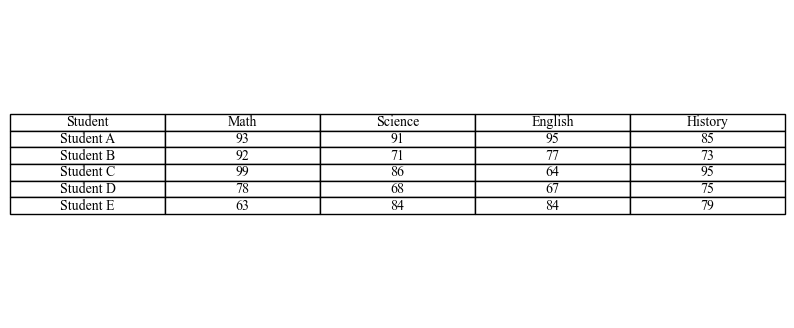 Student Math Science English History
Student A 93 91 95 85
Student B 92 71 77 73
Student C 99 86 64 95
Student D 78 68 67 75
Student E 63 84 84 79